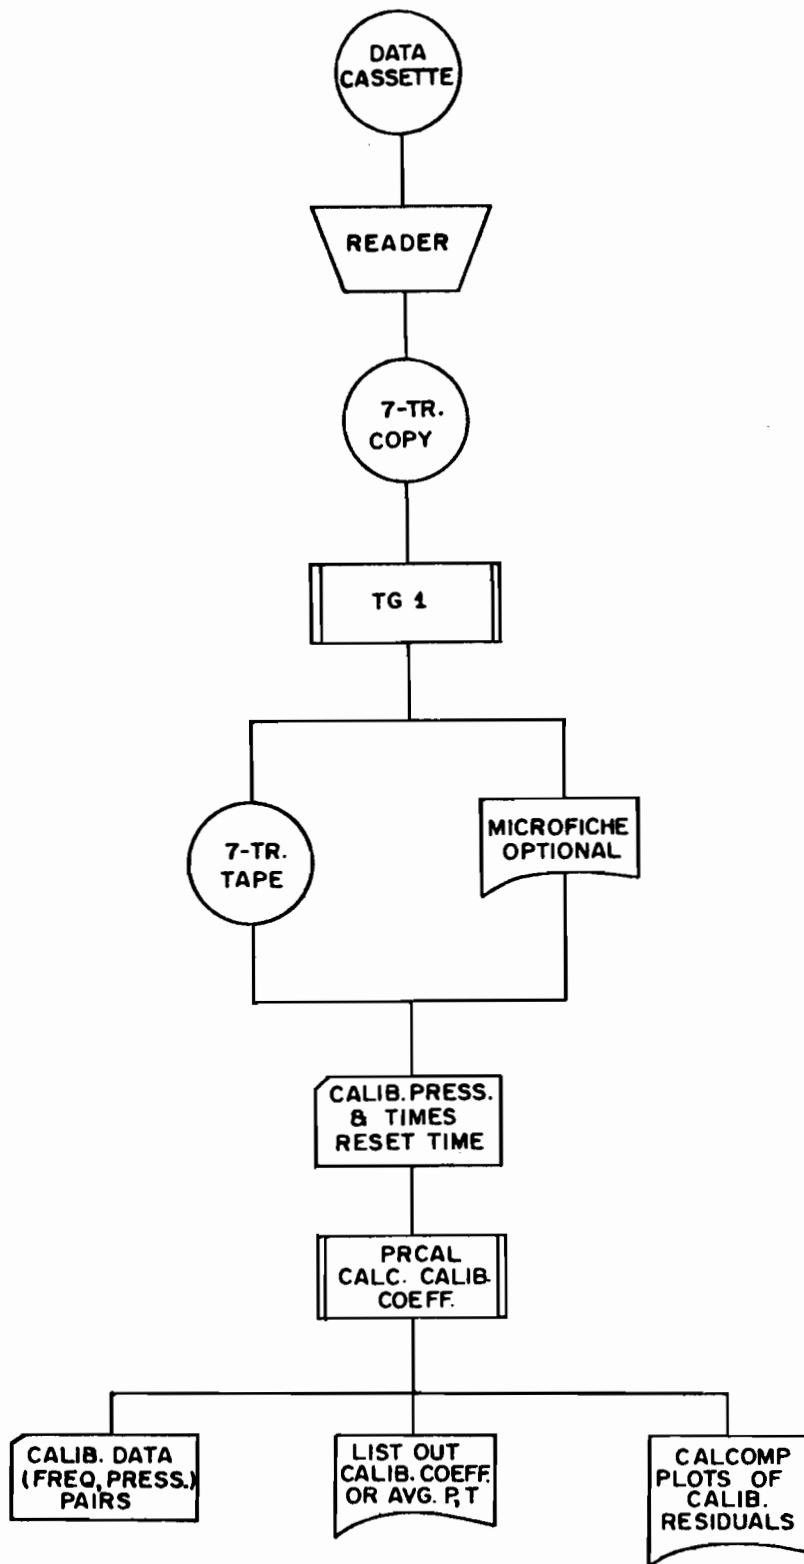 DATA
CASSETTE
READER
7-TR.
COPY
TG 1
7-TR.
TAPE
MICROFICHE
OPTIONAL
CALIB. PRESS.
& TIMES
RESET TIME
PRCAL
CALC. CALIB.
COEFF.
CALIB. DATA
(FREQ, PRESS.)
PAIRS
LIST OUT
CALIB. COEFF.
OR AVG. P, T
CALCOMP
PLOTS OF
CALIB.
RESIDUALS